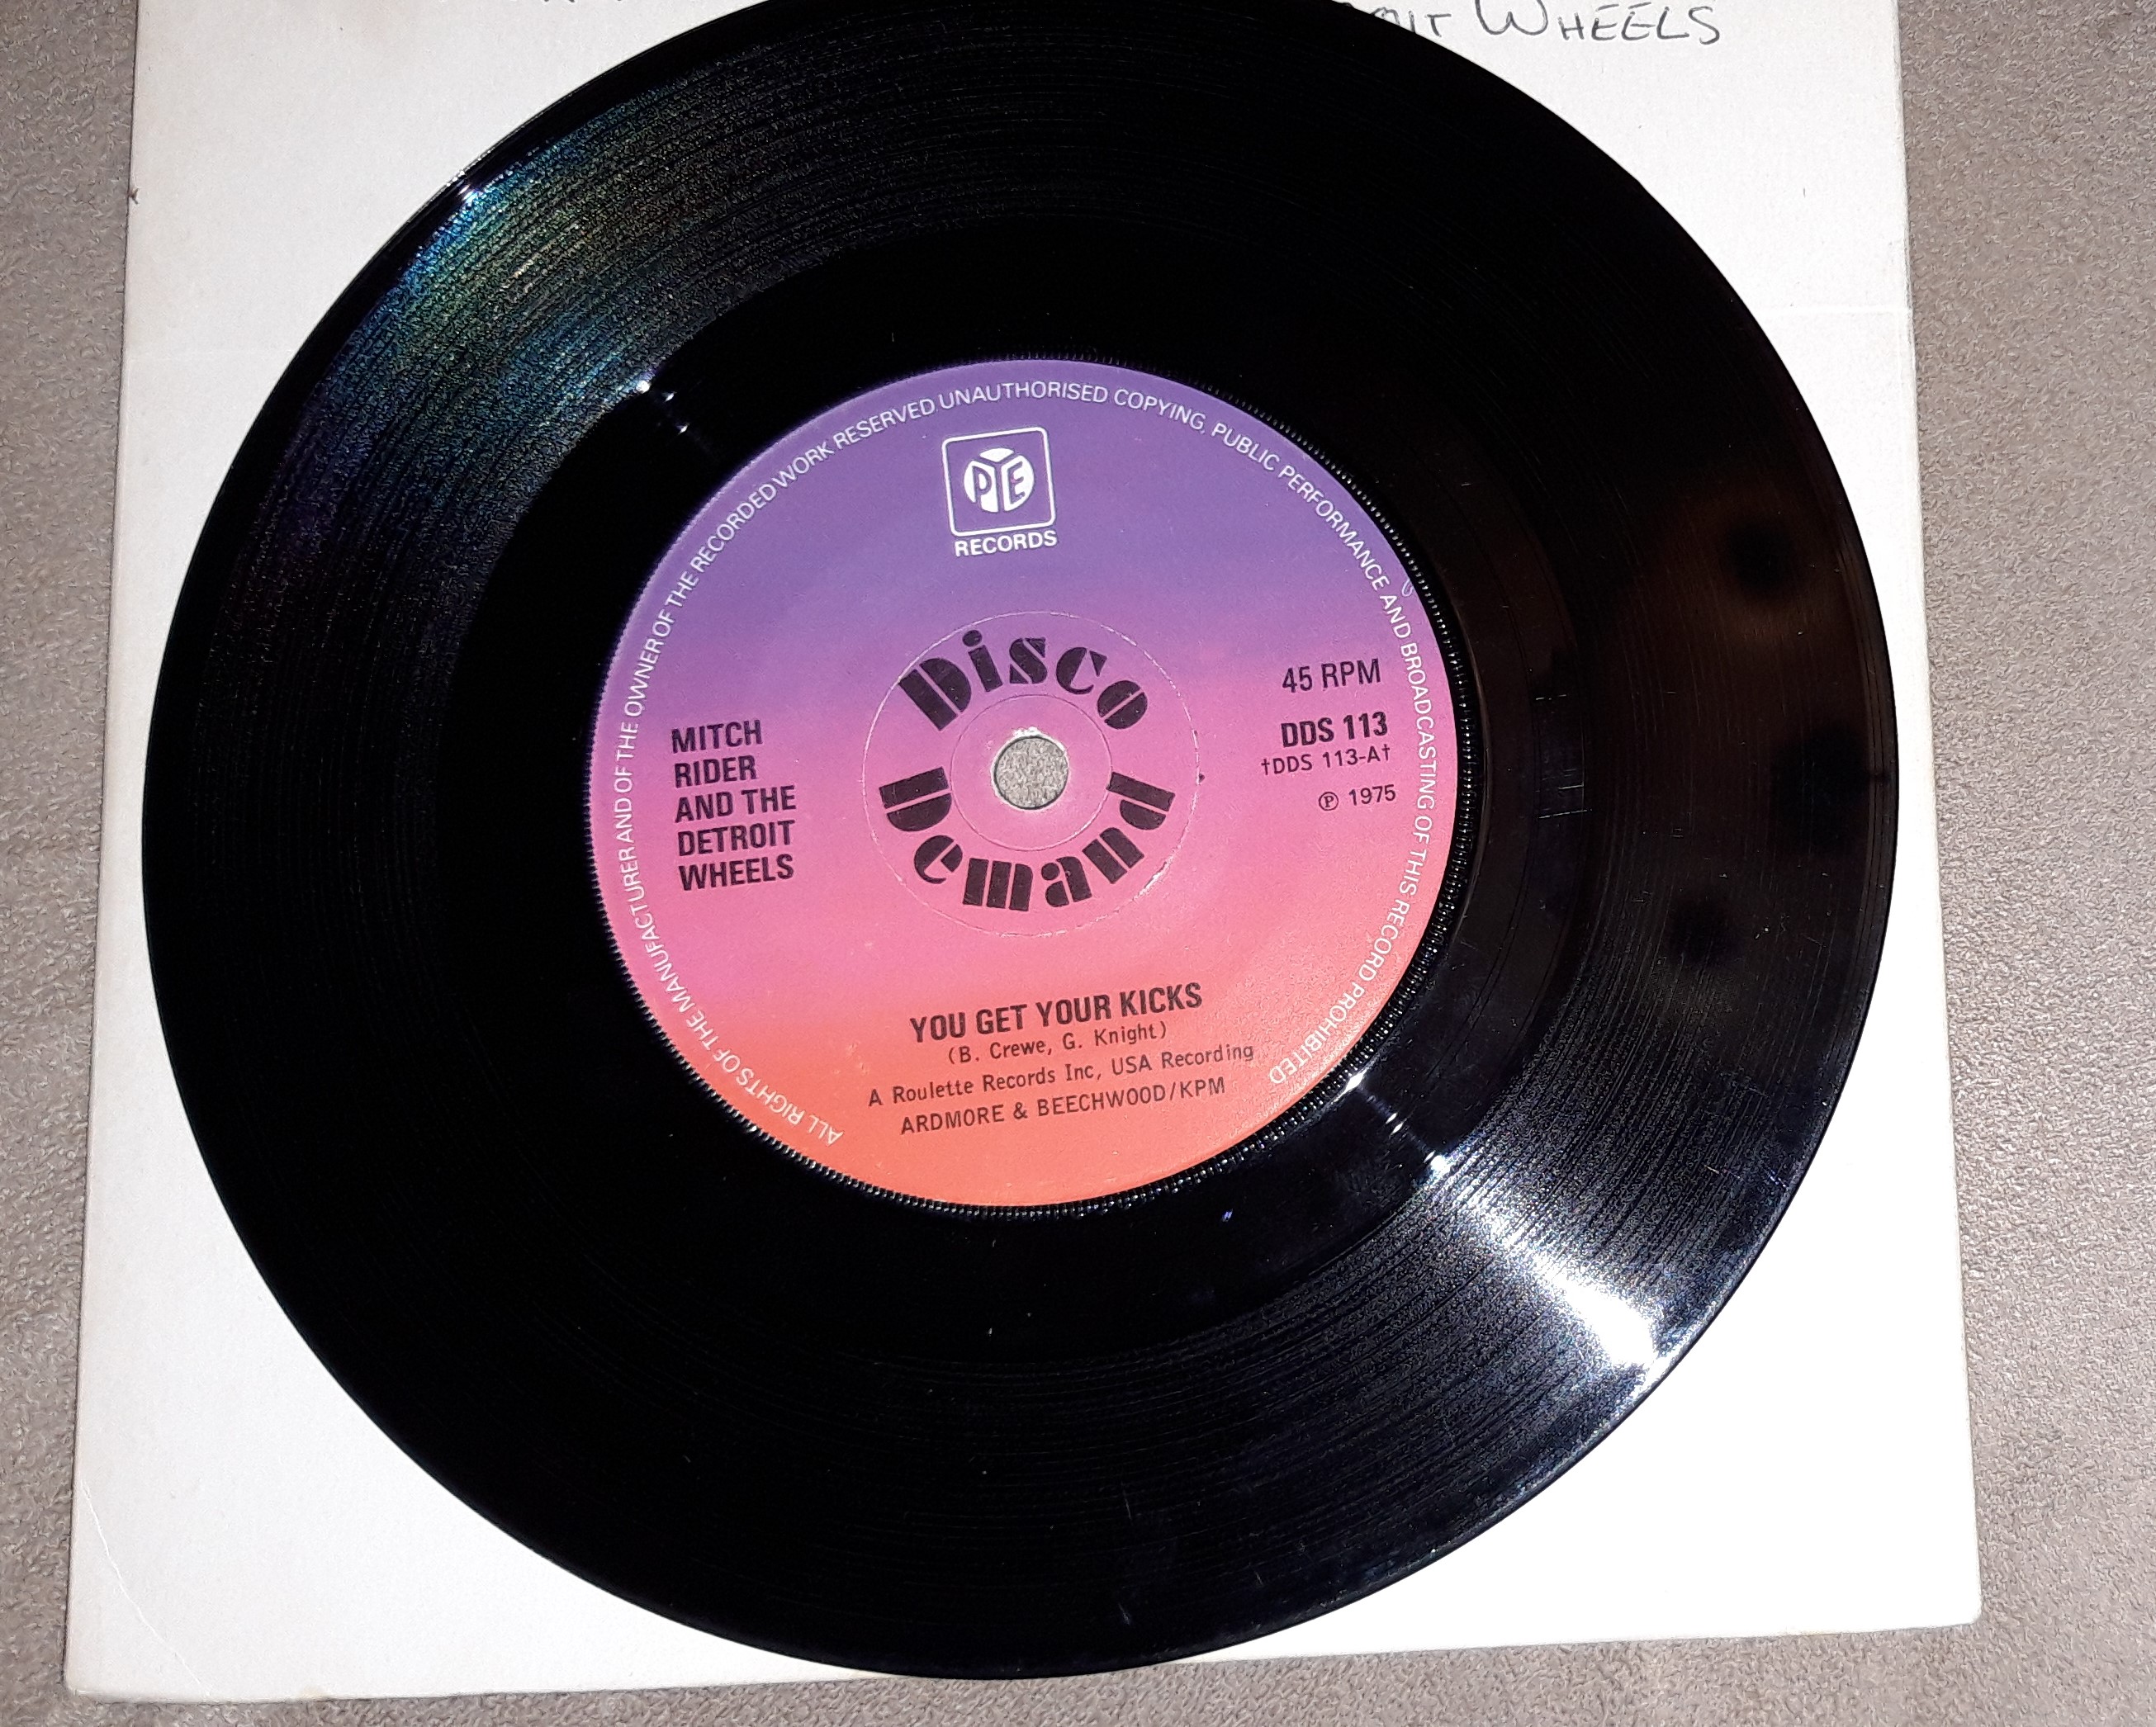 WHEELS
ALL RIGHTS OF THE MANUFACTURER AND OF THE OWNER OF THE RECORDED WORK RESERVED UNAUTHORISED COPYING, PUBLIC PERFORMANCE AND BROADCASTING OF THIS RECORD PROHIBITED
PYE
RECORDS
Disco
Demand
45 RPM
DDS 113
†DDS 113-A†
℗ 1975
MITCH
RIDER
AND THE
DETROIT
WHEELS
YOU GET YOUR KICKS
(B. Crewe, G. Knight)
A Roulette Records Inc, USA Recording
ARDMORE & BEECHWOOD/KPM